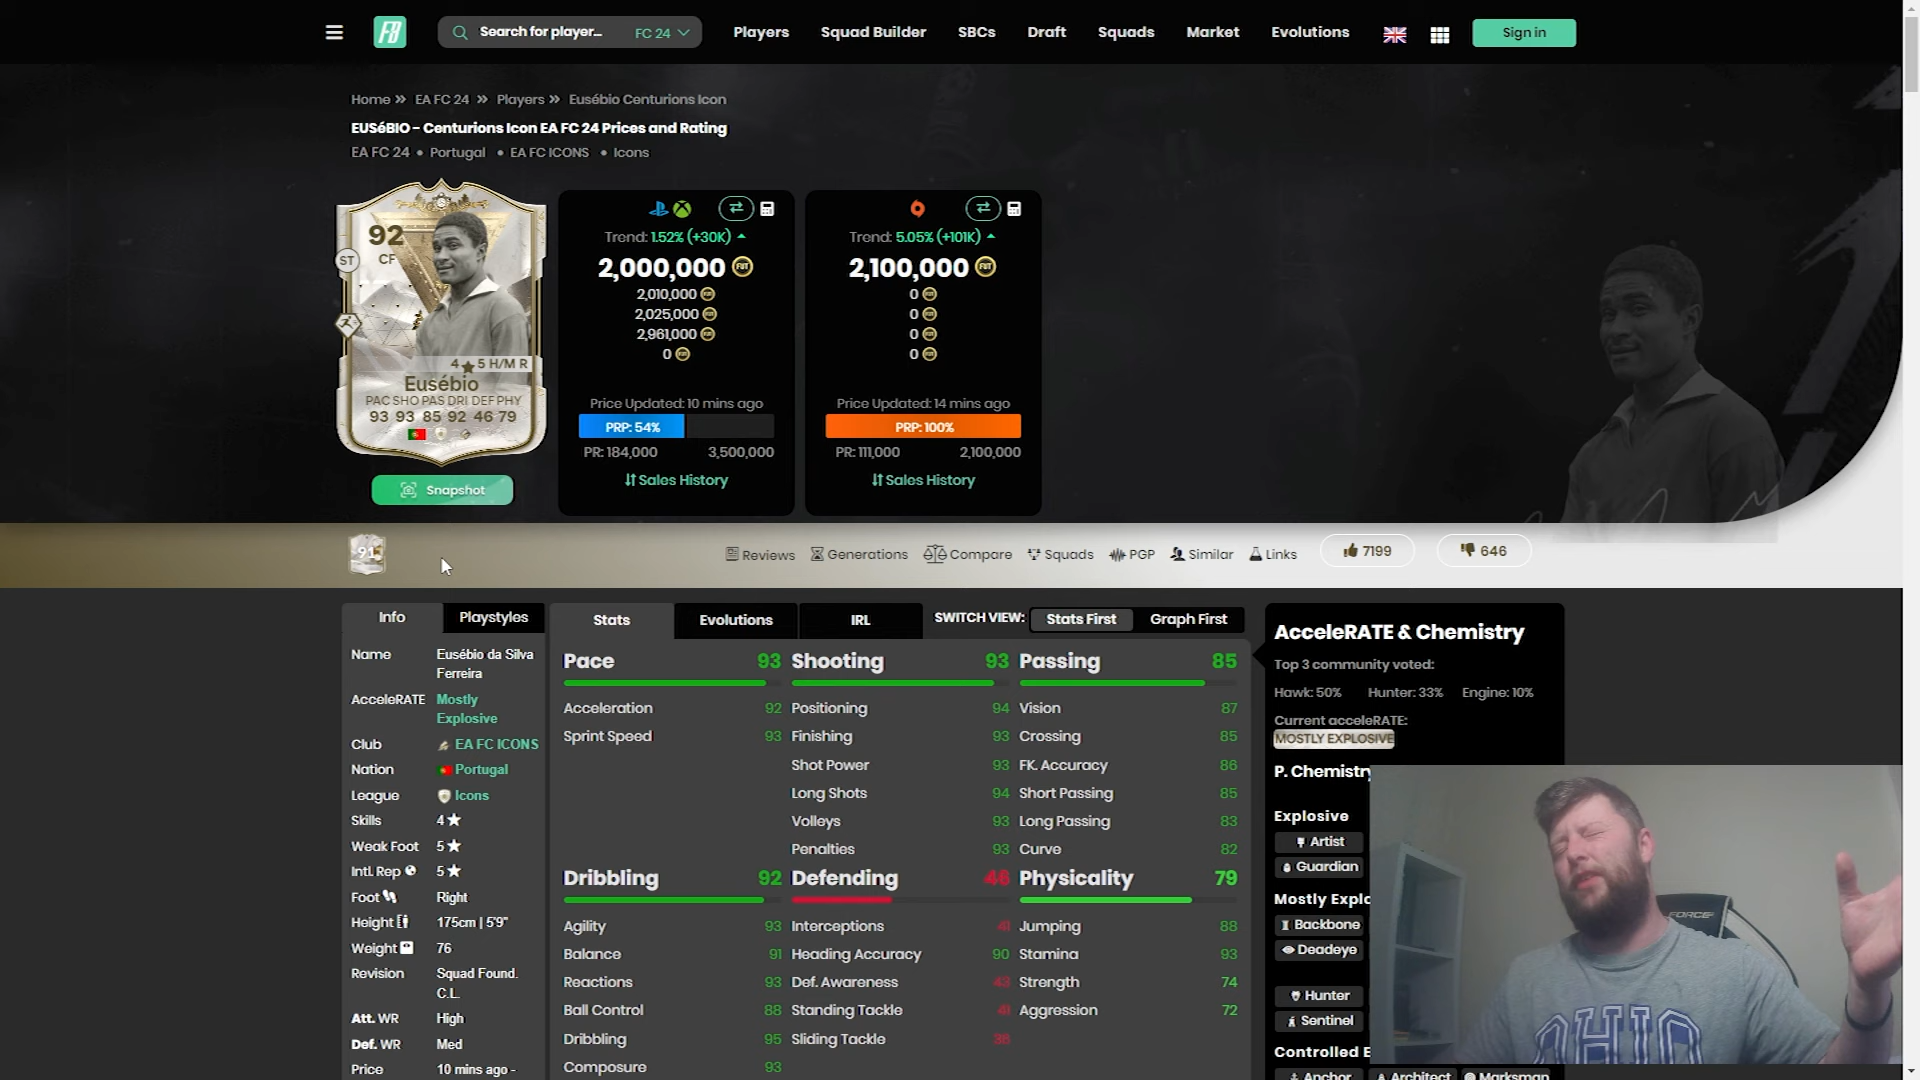 FB Search for player... FC 24 Players Squad Builder SBCs Draft Squads Market Evolutions Sign in
Home » EA FC 24 » Players » Eusébio Centurions Icon
EUSéBIO - Centurions Icon EA FC 24 Prices and Rating
EA FC 24 • Portugal • EA FC ICONS • Icons
92
CF
ST
4 ★ 5 H/M R
Eusébio
PAC SHO PAS DRI DEF PHY
93 93 85 92 46 79
Snapshot
Trend: 1.52% (+30K)
2,000,000
2,010,000
2,025,000
2,961,000
0
Price Updated: 10 mins ago
PRP: 54%
PR: 184,000 3,500,000
Sales History
Trend: 5.05% (+101K)
2,100,000
0
0
0
0
Price Updated: 14 mins ago
PRP: 100%
PR: 111,000 2,100,000
Sales History
91 Reviews Generations Compare Squads PGP Similar Links 7199 646
Info Playstyles
Name Eusébio da Silva
Ferreira
AcceleRATE Mostly
Explosive
Club EA FC ICONS
Nation Portugal
League Icons
Skills 4 ★
Weak Foot 5 ★
Intl. Rep 5 ★
Foot Right
Height 175cm | 5'9"
Weight 76
Revision Squad Found.
C.L.
Att. WR High
Def. WR Med
Price 10 mins ago -
Stats Evolutions IRL SWITCH VIEW: Stats First Graph First
Pace 93
Acceleration 92
Sprint Speed 93
Shooting 93
Positioning 94
Finishing 93
Shot Power 93
Long Shots 94
Volleys 93
Penalties 93
Passing 85
Vision 87
Crossing 85
FK. Accuracy 86
Short Passing 85
Long Passing 83
Curve 82
Dribbling 92
Agility 93
Balance 91
Reactions 93
Ball Control 88
Dribbling 95
Composure 93
Defending 46
Interceptions 41
Heading Accuracy 90
Def. Awareness 43
Standing Tackle 41
Sliding Tackle 36
Physicality 79
Jumping 88
Stamina 93
Strength 74
Aggression 72
AcceleRATE & Chemistry
Top 3 community voted:
Hawk: 50% Hunter: 33% Engine: 10%
Current acceleRATE:
MOSTLY EXPLOSIVE
P. Chemistry
Explosive
Artist
Guardian
Mostly Explo
Backbone
Deadeye
Hunter
Sentinel
Controlled E
Anchor Architect Marksman
FORCE
OHIO